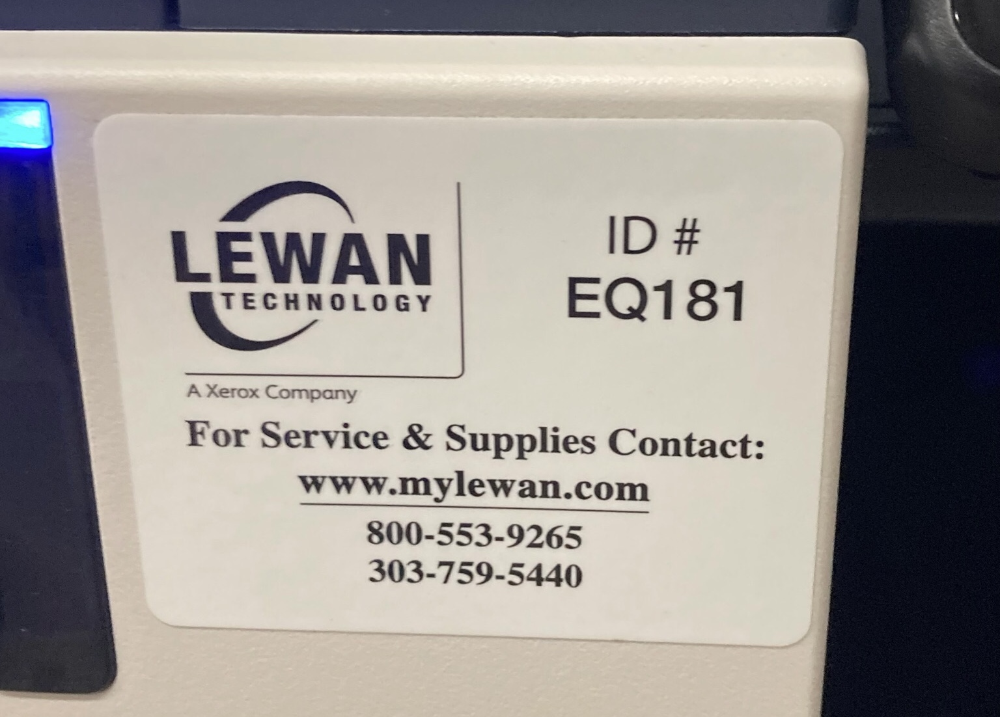 LEWAN
TECHNOLOGY
A Xerox Company
ID #
EQ181
For Service & Supplies Contact:
www.mylewan.com
800-553-9265
303-759-5440